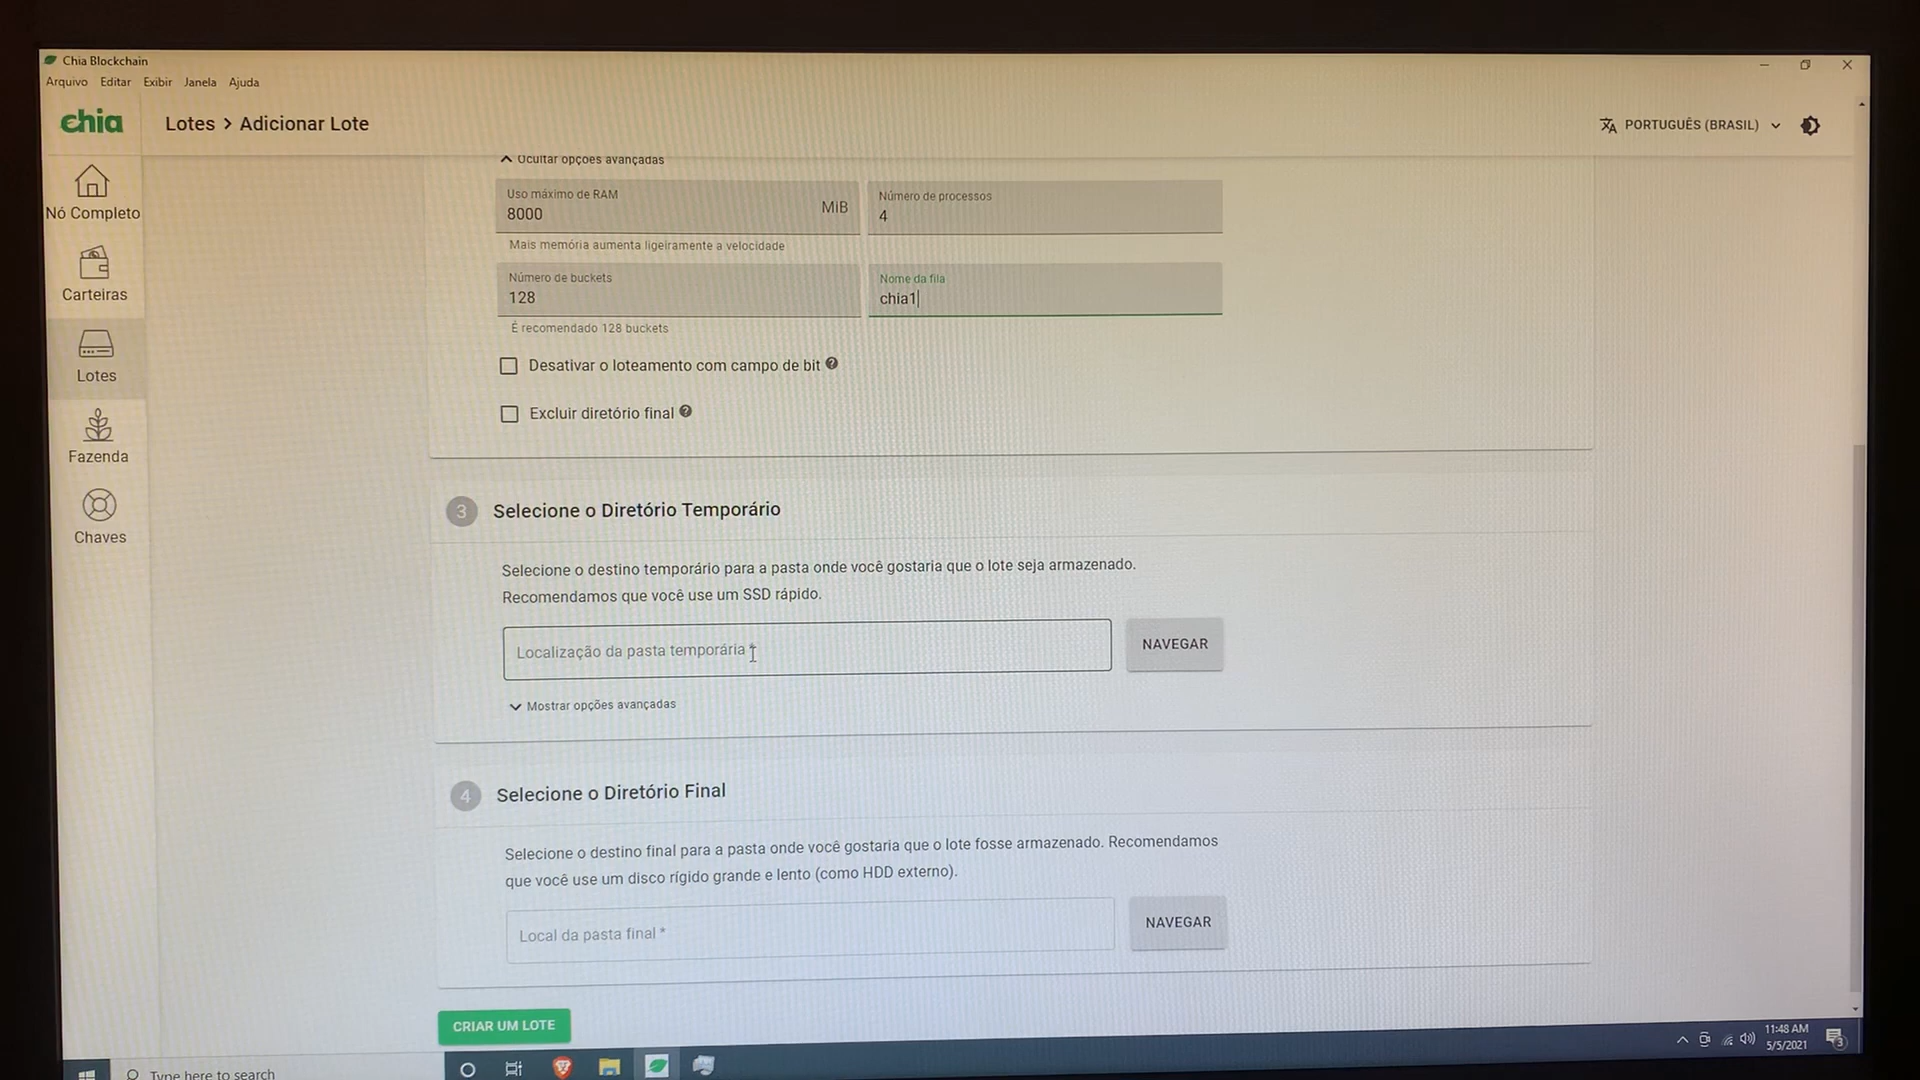 Chia Blockchain
Arquivo Editar Exibir Janela Ajuda
chia
Lotes > Adicionar Lote
PORTUGUÊS (BRASIL)
Nó Completo
Carteiras
Lotes
Fazenda
Chaves
Ocultar opções avançadas
Uso máximo de RAM
8000
MiB
Número de processos
4
Mais memória aumenta ligeiramente a velocidade
Número de buckets
128
Nome da fila
chia1
É recomendado 128 buckets
Desativar o loteamento com campo de bit ?
Excluir diretório final ?
3 Selecione o Diretório Temporário
Selecione o destino temporário para a pasta onde você gostaria que o lote seja armazenado.
Recomendamos que você use um SSD rápido.
Localização da pasta temporária *
NAVEGAR
Mostrar opções avançadas
4 Selecione o Diretório Final
Selecione o destino final para a pasta onde você gostaria que o lote fosse armazenado. Recomendamos
que você use um disco rígido grande e lento (como HDD externo).
Local da pasta final *
NAVEGAR
CRIAR UM LOTE
Type here to search
11:48 AM
5/5/2021
3